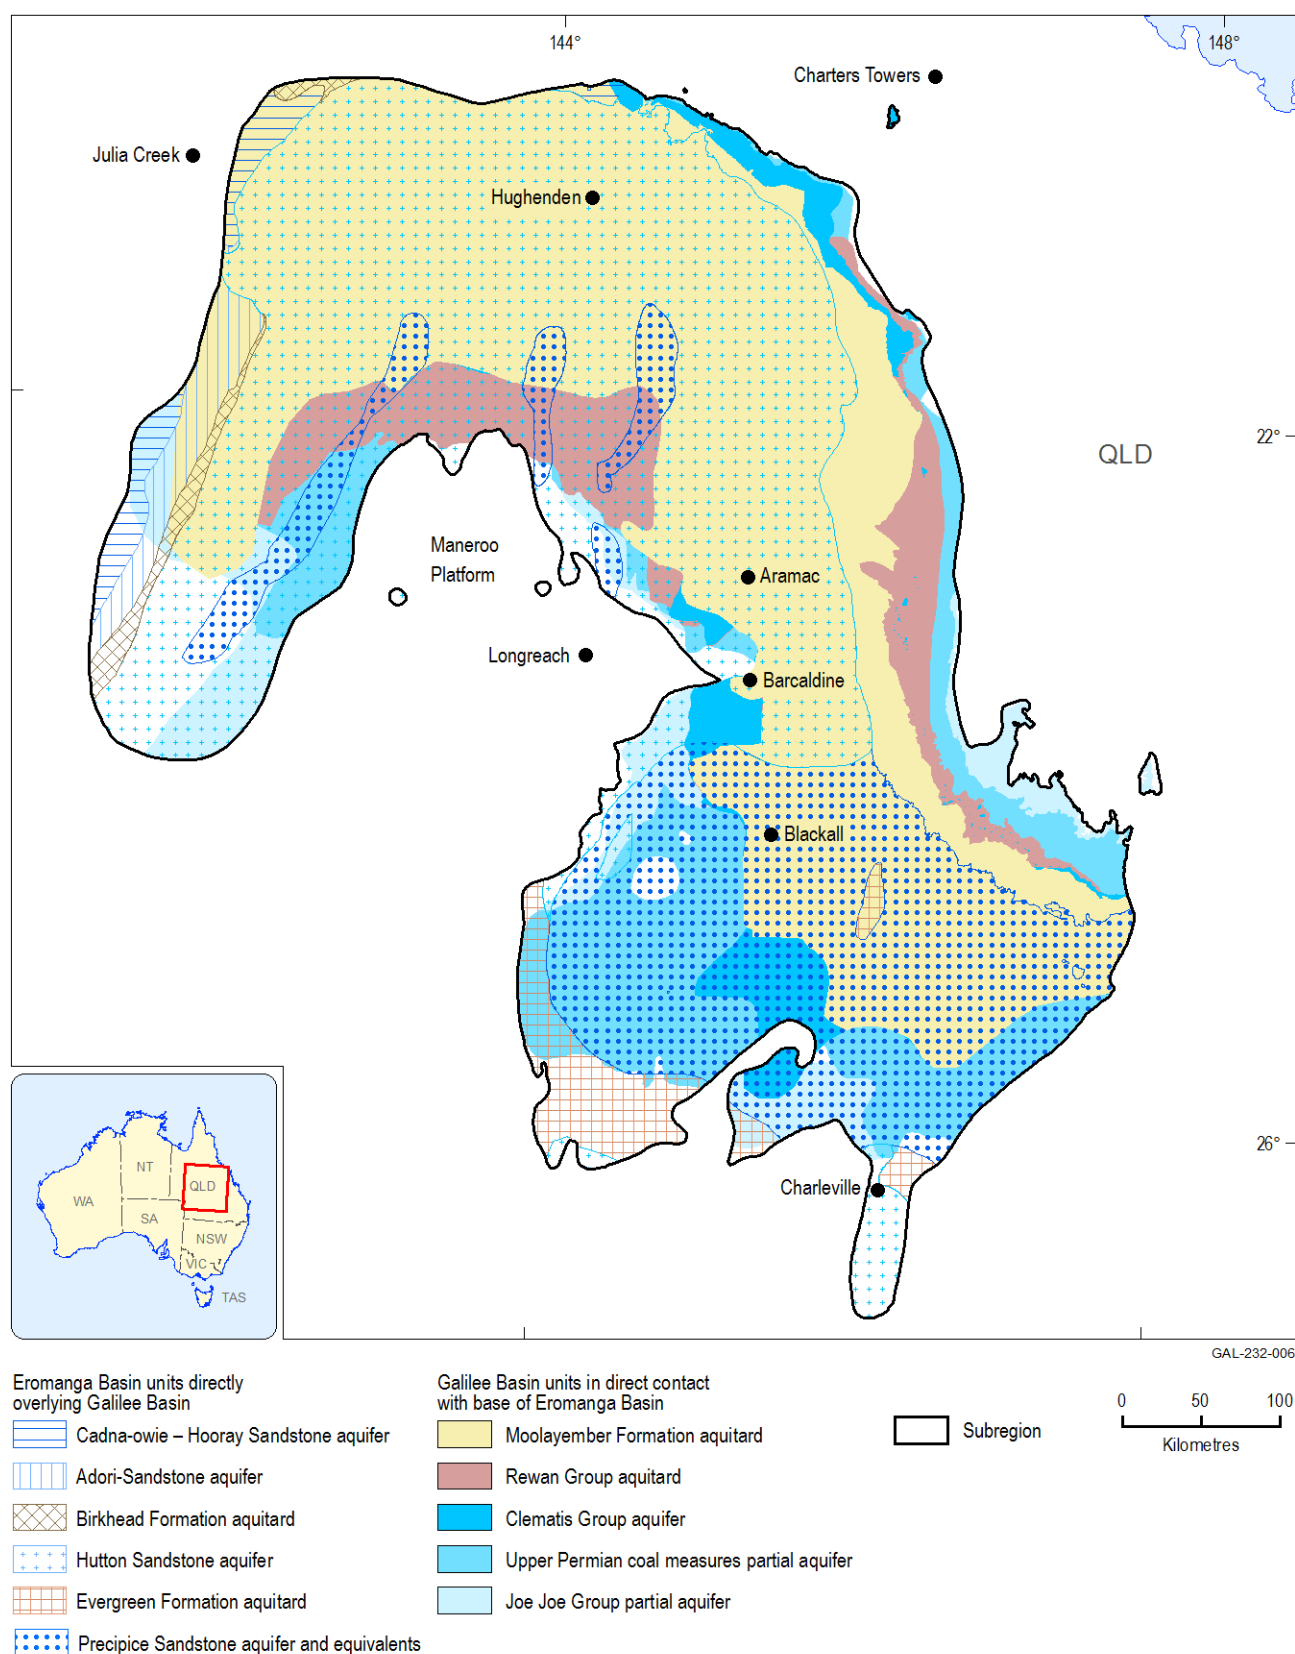 144°
148°
Charters Towers
Julia Creek
Hughenden
22°
QLD
Maneroo
Platform
Aramac
Longreach
Barcaldine
Blackall
26°
Charleville
NT
QLD
WA
SA
NSW
VIC
TAS
GAL-232-006
Eromanga Basin units directly
overlying Galilee Basin
Cadna-owie – Hooray Sandstone aquifer
Adori-Sandstone aquifer
Birkhead Formation aquitard
Hutton Sandstone aquifer
Evergreen Formation aquitard
Precipice Sandstone aquifer and equivalents
Galilee Basin units in direct contact
with base of Eromanga Basin
Moolayember Formation aquitard
Rewan Group aquitard
Clematis Group aquifer
Upper Permian coal measures partial aquifer
Joe Joe Group partial aquifer
Subregion
0 50 100
Kilometres